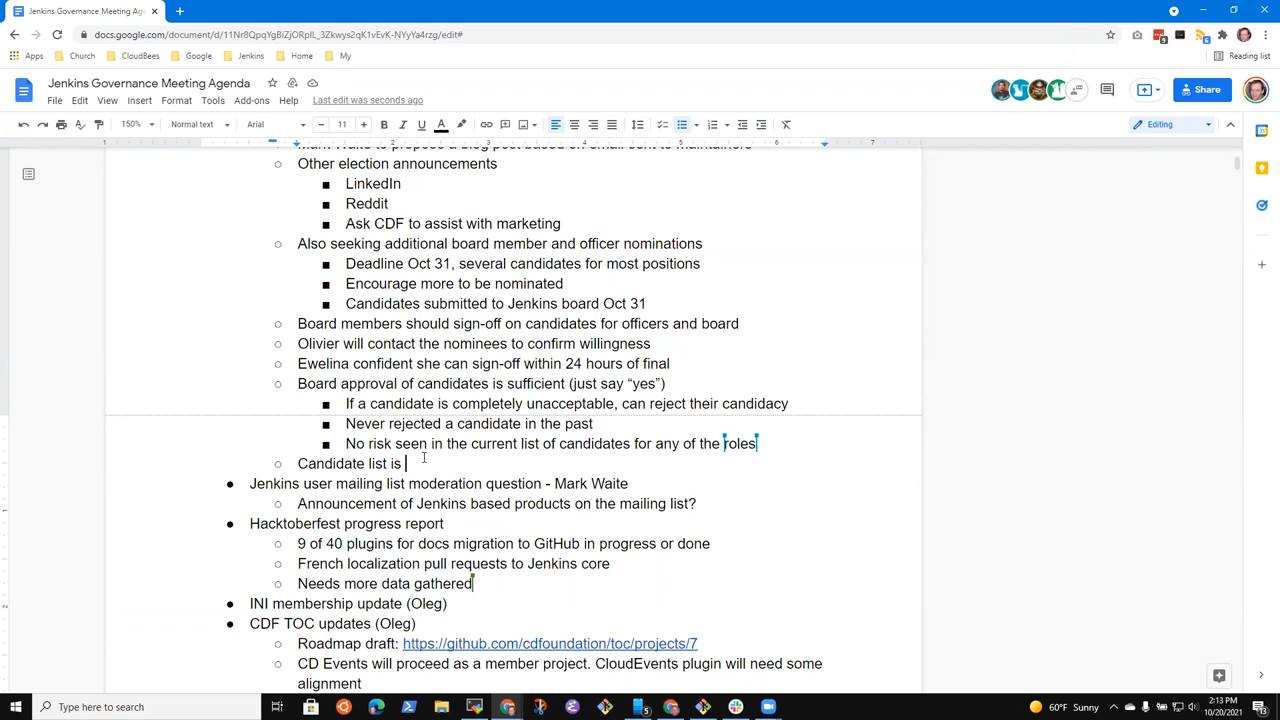 Jenkins Governance Meeting Ag
docs.google.com/document/d/11Nr8QpqYgBiZjORplL_3Zkwys2qK1vEvK-NYyYa4rzg/edit#
Apps Church CloudBees Google Jenkins Home My Reading list
Jenkins Governance Meeting Agenda
File Edit View Insert Format Tools Add-ons Help Last edit was seconds ago
Share
150% Normal text Arial 11 Editing
1 1 2 3 4 5 6 7
Other election announcements
LinkedIn
Reddit
Ask CDF to assist with marketing
Also seeking additional board member and officer nominations
Deadline Oct 31, several candidates for most positions
Encourage more to be nominated
Candidates submitted to Jenkins board Oct 31
Board members should sign-off on candidates for officers and board
Olivier will contact the nominees to confirm willingness
Ewelina confident she can sign-off within 24 hours of final
Board approval of candidates is sufficient (just say “yes”)
If a candidate is completely unacceptable, can reject their candidacy
Never rejected a candidate in the past
No risk seen in the current list of candidates for any of the roles
Candidate list is
Jenkins user mailing list moderation question - Mark Waite
Announcement of Jenkins based products on the mailing list?
Hacktoberfest progress report
9 of 40 plugins for docs migration to GitHub in progress or done
French localization pull requests to Jenkins core
Needs more data gathered
INI membership update (Oleg)
CDF TOC updates (Oleg)
Roadmap draft: https://github.com/cdfoundation/toc/projects/7
CD Events will proceed as a member project. CloudEvents plugin will need some
alignment
Type here to search
60°F Sunny
2:13 PM
10/20/2021